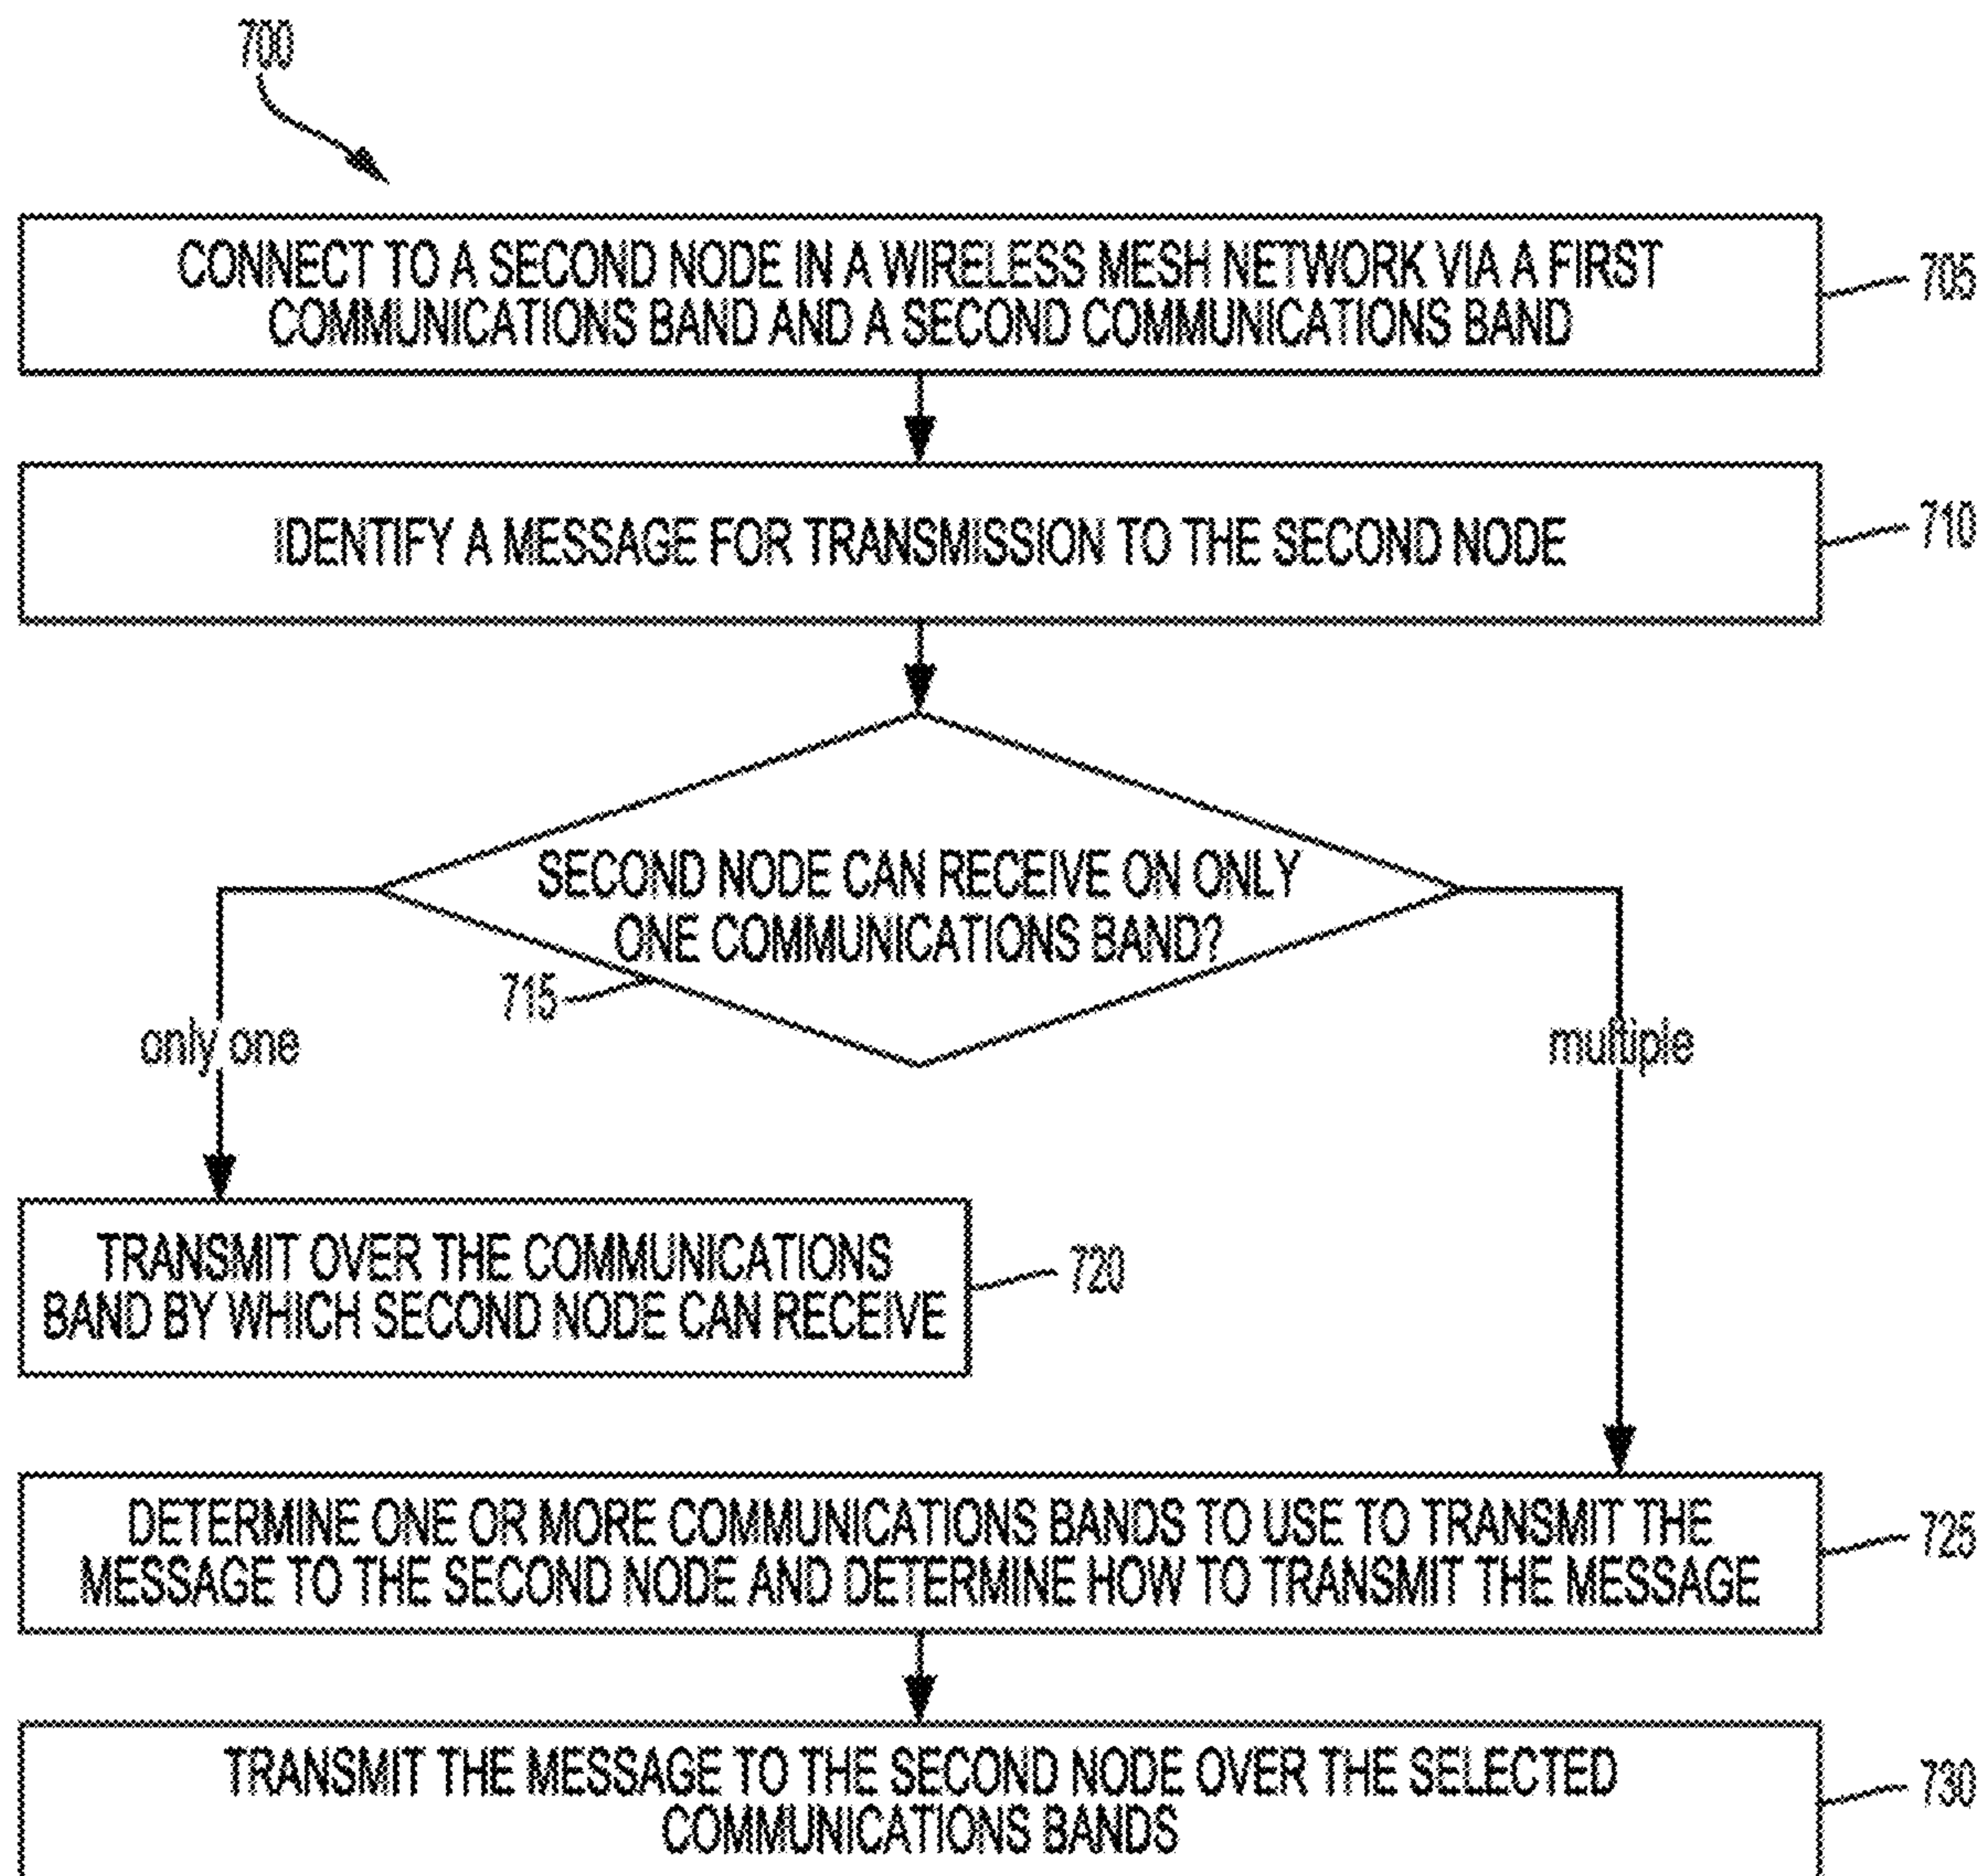 700
CONNECT TO A SECOND NODE IN A WIRELESS MESH NETWORK VIA A FIRST
COMMUNICATIONS BAND AND A SECOND COMMUNICATIONS BAND
705
IDENTIFY A MESSAGE FOR TRANSMISSION TO THE SECOND NODE
710
SECOND NODE CAN RECEIVE ON ONLY
ONE COMMUNICATIONS BAND?
715
only one
multiple
TRANSMIT OVER THE COMMUNICATIONS
BAND BY WHICH SECOND NODE CAN RECEIVE
720
DETERMINE ONE OR MORE COMMUNICATIONS BANDS TO USE TO TRANSMIT THE
MESSAGE TO THE SECOND NODE AND DETERMINE HOW TO TRANSMIT THE MESSAGE
725
TRANSMIT THE MESSAGE TO THE SECOND NODE OVER THE SELECTED
COMMUNICATIONS BANDS
730